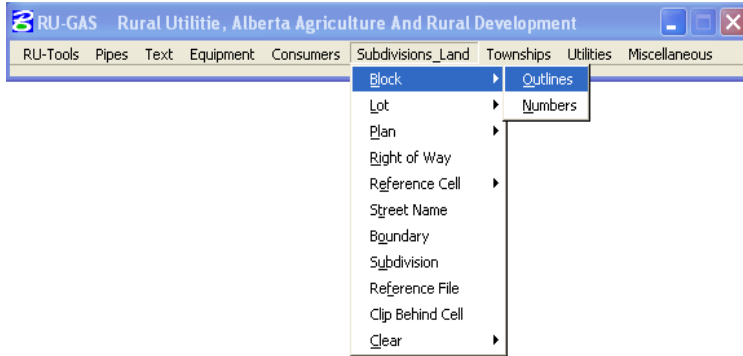 RU-GAS Rural Utilitie, Alberta Agriculture And Rural Development
RU-Tools Pipes Text Equipment Consumers Subdivisions_Land Townships Utilities Miscellaneous
Block Outlines
Lot Numbers
Plan
Right of Way
Reference Cell
Street Name
Boundary
Subdivision
Reference File
Clip Behind Cell
Clear